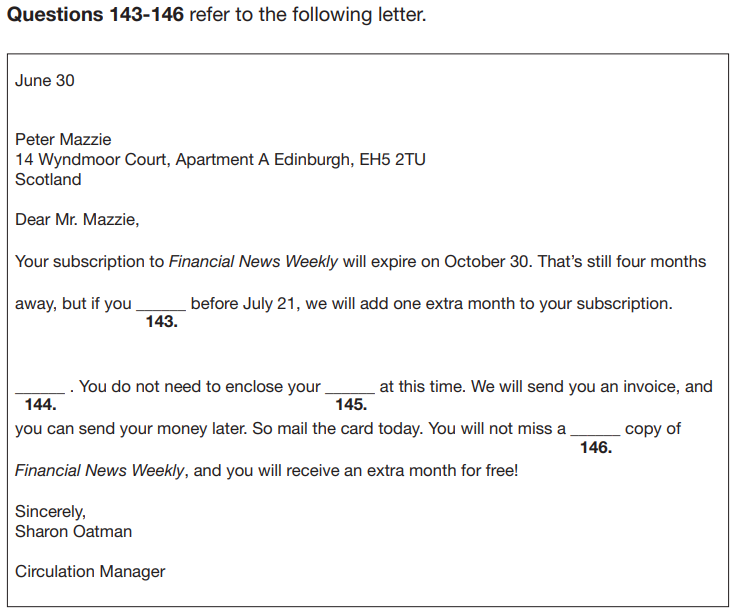 Questions 143-146 refer to the following letter.
June 30
Peter Mazzie
14 Wyndmoor Court, Apartment A Edinburgh, EH5 2TU
Scotland
Dear Mr. Mazzie,
Your subscription to Financial News Weekly will expire on October 30. That’s still four months
away, but if you ______ before July 21, we will add one extra month to your subscription.
143.
______ . You do not need to enclose your ______ at this time. We will send you an invoice, and
144. 145.
you can send your money later. So mail the card today. You will not miss a ______ copy of
146.
Financial News Weekly, and you will receive an extra month for free!
Sincerely,
Sharon Oatman
Circulation Manager